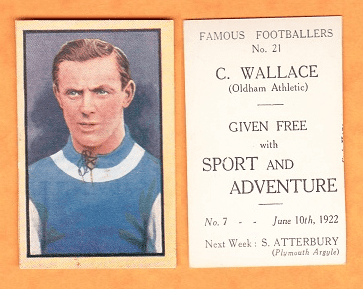 FAMOUS FOOTBALLERS
No. 21
C. WALLACE
(Oldham Athletic)
GIVEN FREE
with
SPORT AND
ADVENTURE
No. 7 - - June 10th, 1922
Next Week : S. ATTERBURY
(Plymouth Argyle)